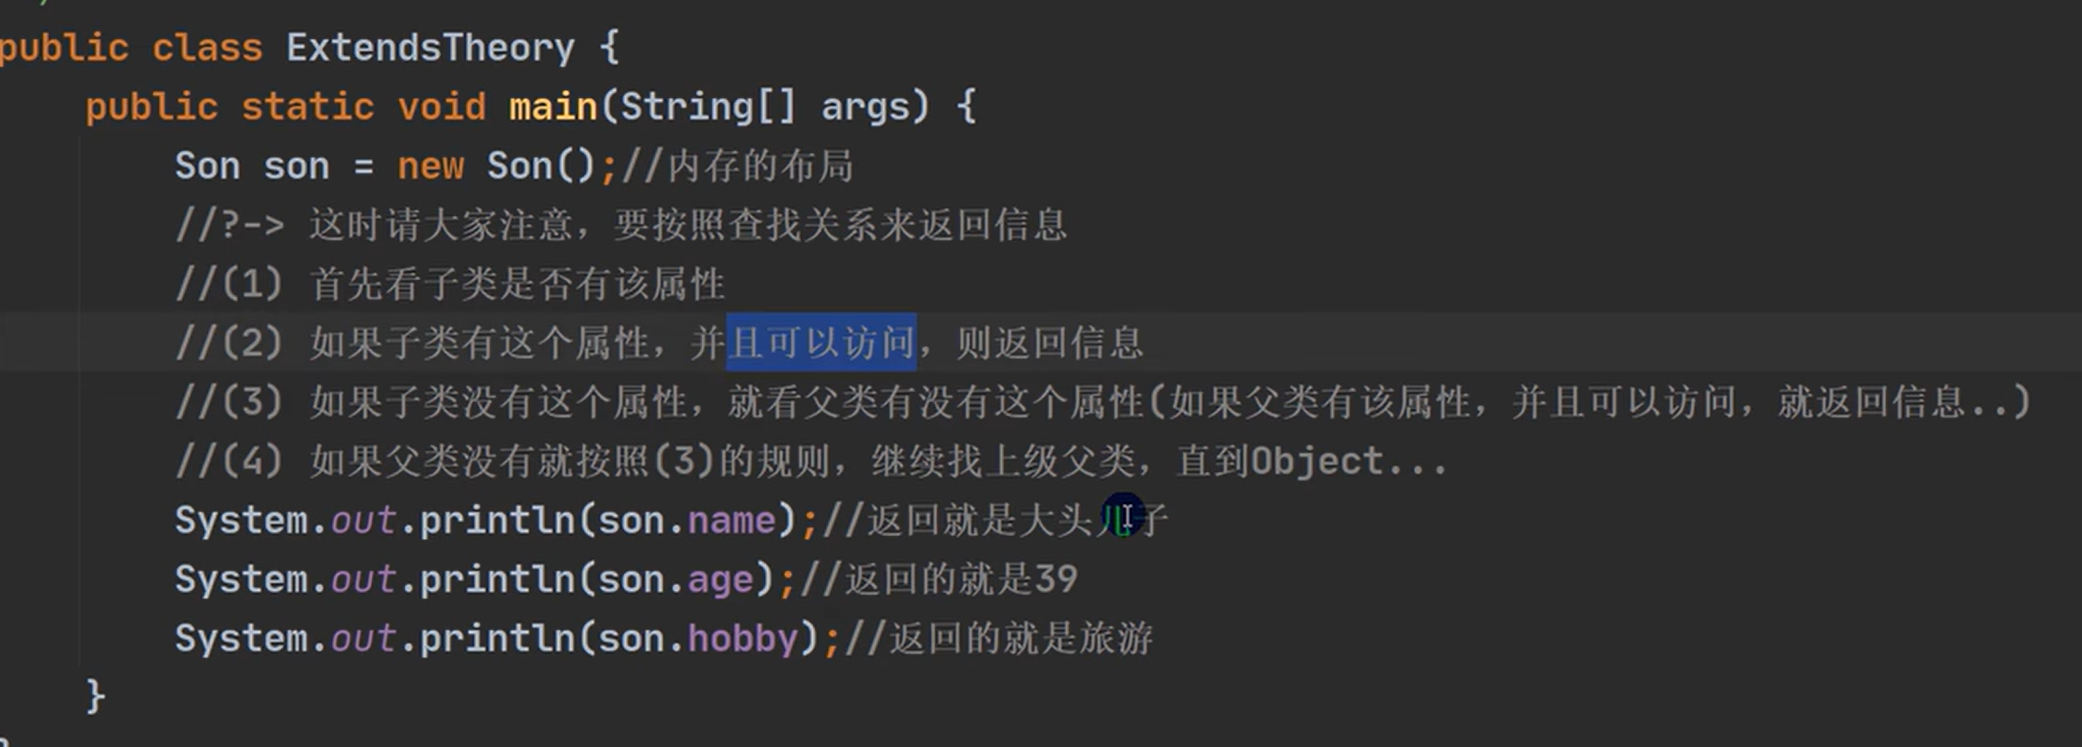 public class ExtendsTheory {
public static void main(String[] args) {
Son son = new Son();//内存的布局
//?-> 这时请大家注意，要按照查找关系来返回信息
//(1) 首先看子类是否有该属性
//(2) 如果子类有这个属性，并且可以访问，则返回信息
//(3) 如果子类没有这个属性，就看父类有没有这个属性(如果父类有该属性，并且可以访问，就返回信息..)
//(4) 如果父类没有就按照(3)的规则，继续找上级父类，直到Object...
System.out.println(son.name);//返回就是大头儿子
System.out.println(son.age);//返回的就是39
System.out.println(son.hobby);//返回的就是旅游
}